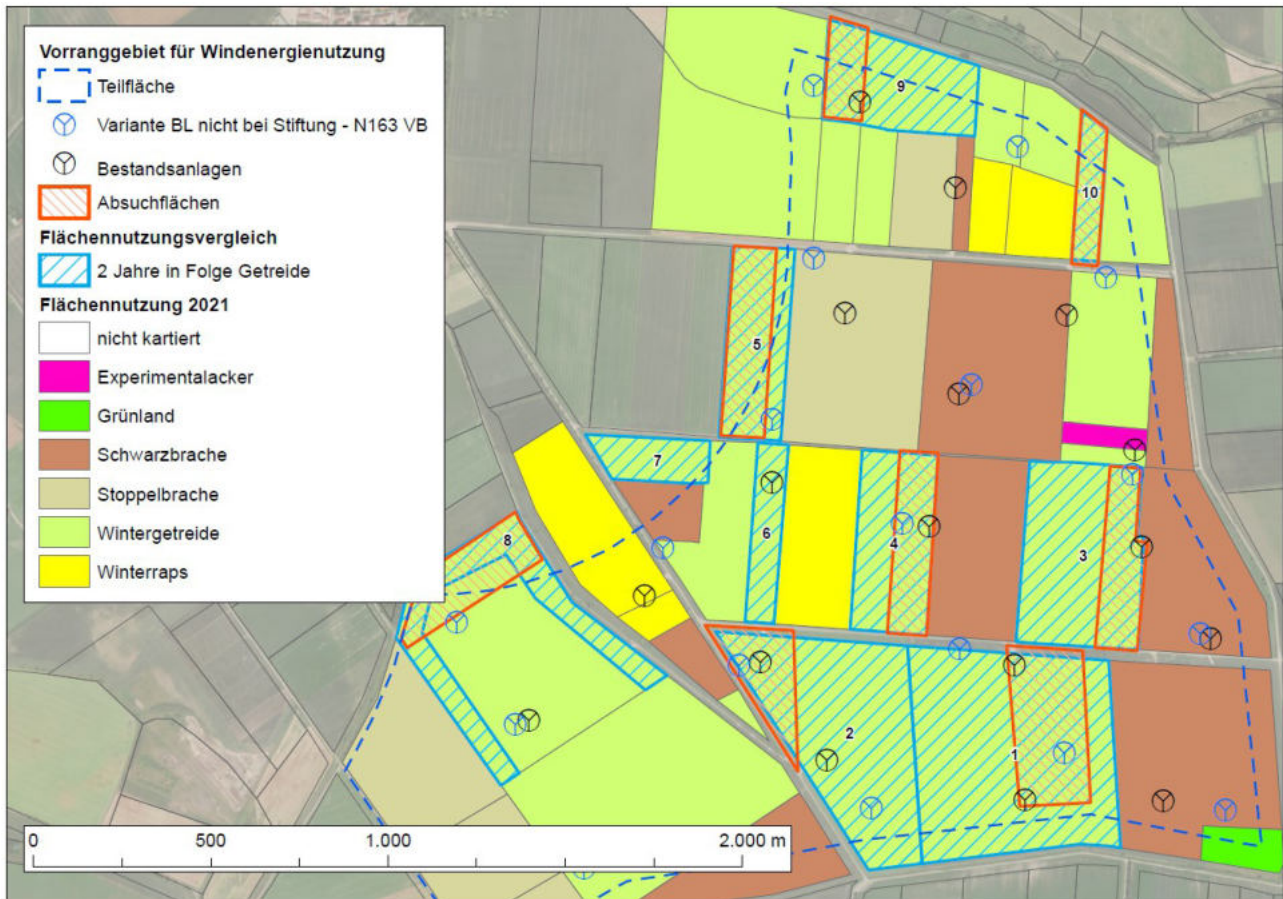 Vorranggebiet für Windenergienutzung
Teilfläche
Variante BL nicht bei Stiftung - N163 VB
Bestandsanlagen
Absuchflächen
Flächennutzungsvergleich
2 Jahre in Folge Getreide
Flächennutzung 2021
nicht kartiert
Experimentalacker
Grünland
Schwarzbrache
Stoppelbrache
Wintergetreide
Winterraps
9
10
5
7
6
4
3
8
2
1
0 500 1.000 2.000 m